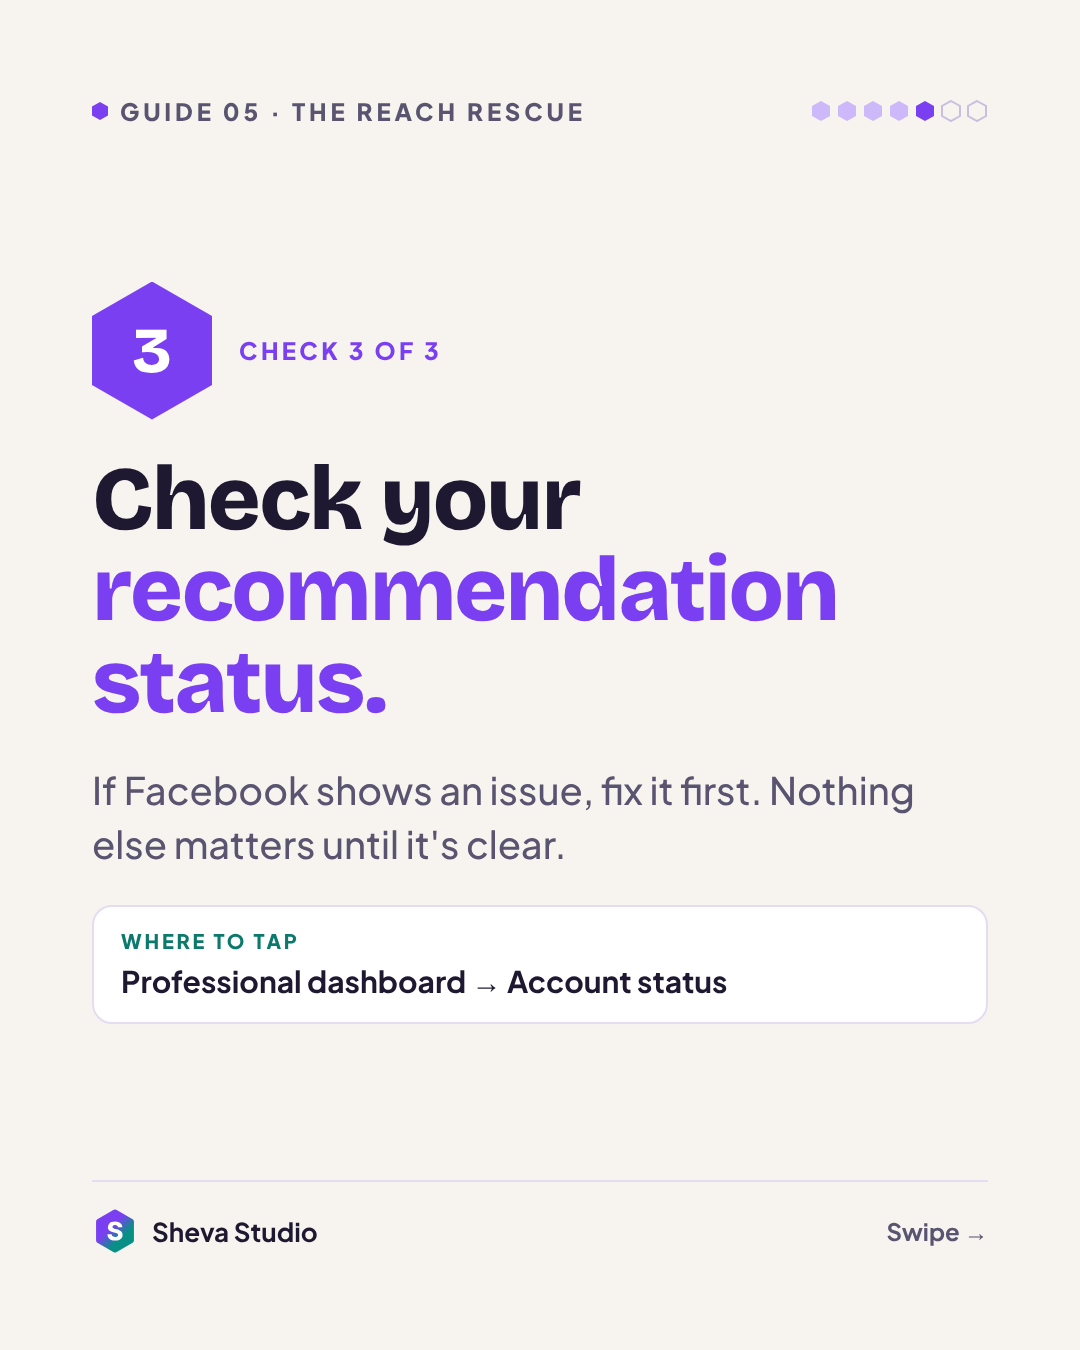 GUIDE 05 · THE REACH RESCUE
3
CHECK 3 OF 3
Check your
recommendation
status.
If Facebook shows an issue, fix it first. Nothing
else matters until it's clear.
WHERE TO TAP
Professional dashboard → Account status
S
Sheva Studio
Swipe →